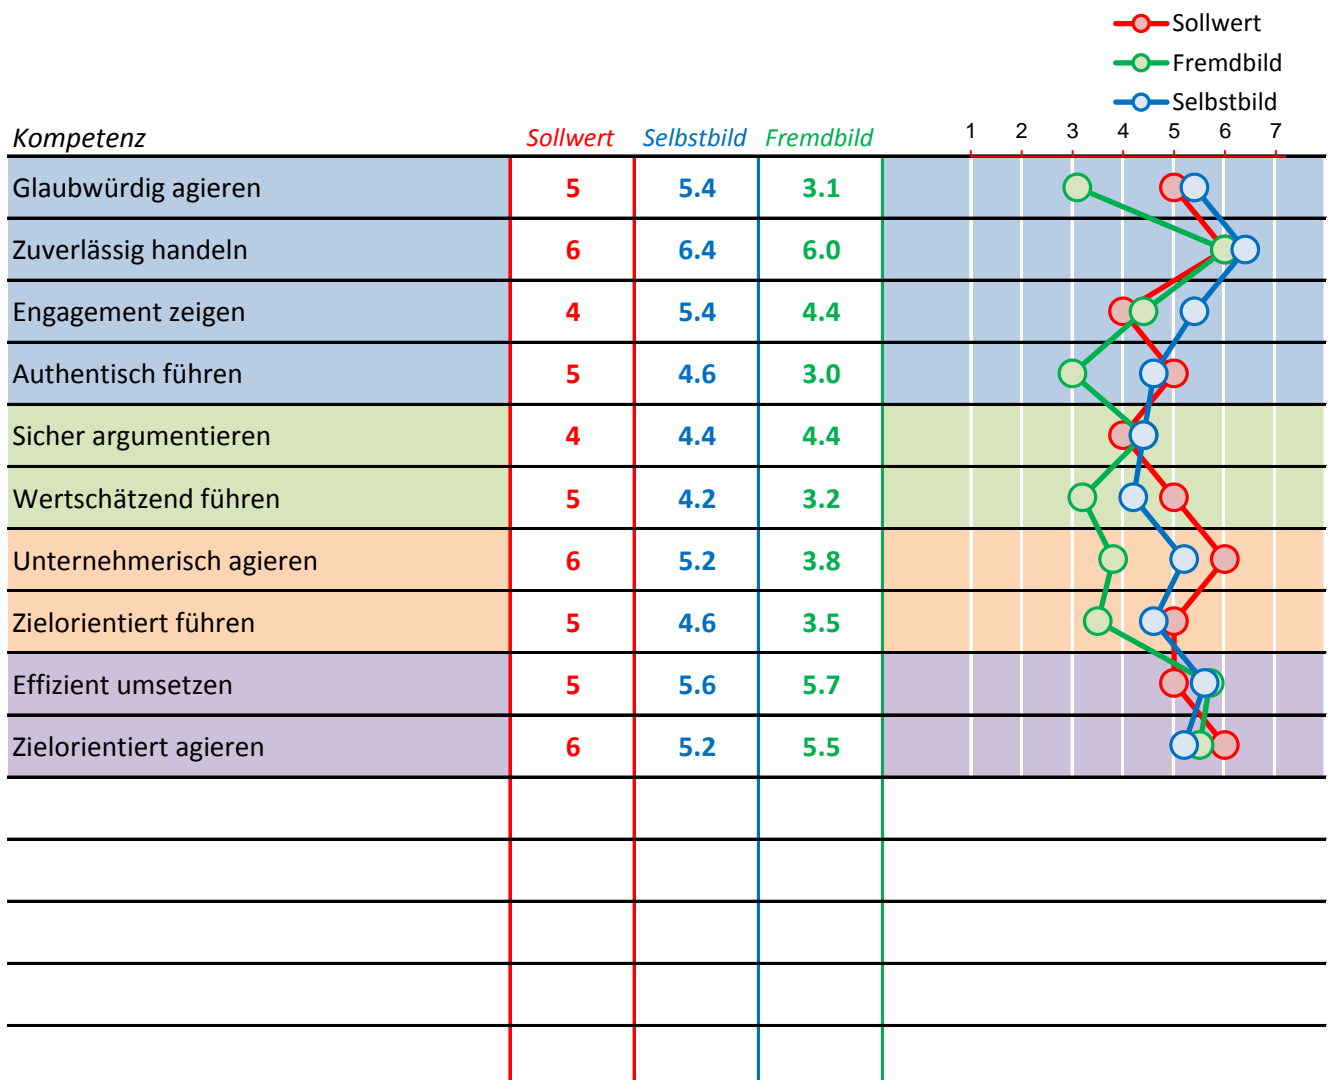 Sollwert
Fremdbild
Selbstbild
Kompetenz Sollwert Selbstbild Fremdbild 1 2 3 4 5 6 7
Glaubwürdig agieren 5 5.4 3.1
Zuverlässig handeln 6 6.4 6.0
Engagement zeigen 4 5.4 4.4
Authentisch führen 5 4.6 3.0
Sicher argumentieren 4 4.4 4.4
Wertschätzend führen 5 4.2 3.2
Unternehmerisch agieren 6 5.2 3.8
Zielorientiert führen 5 4.6 3.5
Effizient umsetzen 5 5.6 5.7
Zielorientiert agieren 6 5.2 5.5